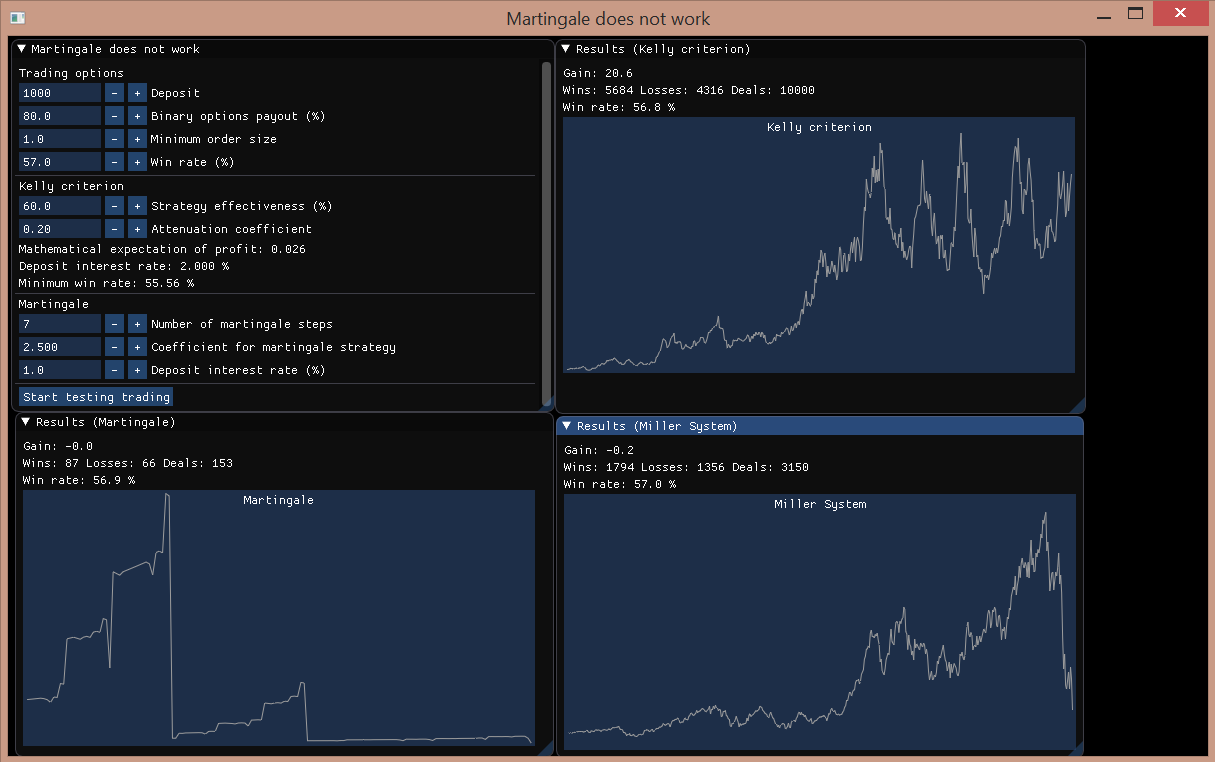 Martingale does not work
Martingale does not work
Trading options
1000 - + Deposit
80.0 - + Binary options payout (%)
1.0 - + Minimum order size
57.0 - + Win rate (%)
Kelly criterion
60.0 - + Strategy effectiveness (%)
0.20 - + Attenuation coefficient
Mathematical expectation of profit: 0.026
Deposit interest rate: 2.000 %
Minimum win rate: 55.56 %
Martingale
7 - + Number of martingale steps
2.500 - + Coefficient for martingale strategy
1.0 - + Deposit interest rate (%)
Start testing trading
Results (Kelly criterion)
Gain: 20.6
Wins: 5684 Losses: 4316 Deals: 10000
Win rate: 56.8 %
Kelly criterion
Results (Martingale)
Gain: -0.0
Wins: 87 Losses: 66 Deals: 153
Win rate: 56.9 %
Martingale
Results (Miller System)
Gain: -0.2
Wins: 1794 Losses: 1356 Deals: 3150
Win rate: 57.0 %
Miller System